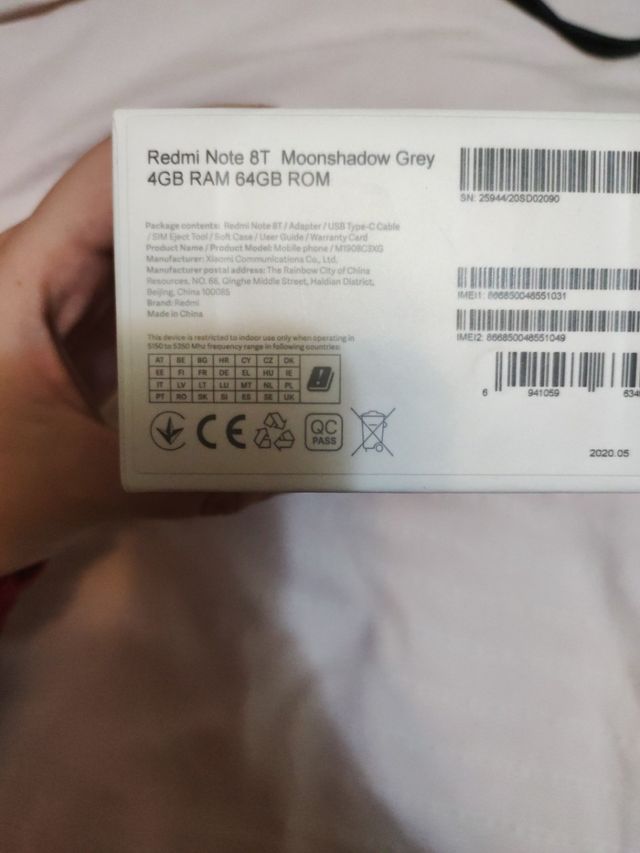 Redmi Note 8T Moonshadow Grey
4GB RAM 64GB ROM
SN: 25944/20SD02090
Package contents: Redmi Note 8T / Adapter / USB Type-C Cable
/ SIM Eject Tool / Soft Case / User Guide / Warranty Card
Product Name / Product Model: Mobile phone / M1908C3XG
Manufacturer: Xiaomi Communications Co., Ltd.
Manufacturer postal address: The Rainbow City of China
Resources, NO. 68, Qinghe Middle Street, Haidian District,
Beijing, China 100085
Brand: Redmi
Made in China
IMEI1: 866850046551031
IMEI2: 866850046551049
This device is restricted to indoor use only when operating in
5150 to 5350 Mhz frequency range in following countries:
AT BE BG HR CY CZ DK
EE FI FR DE EL HU IE
IT LV LT LU MT NL PL
PT RO SK SI ES SE UK
6 941059 634
CE
QC
PASS
2020.05